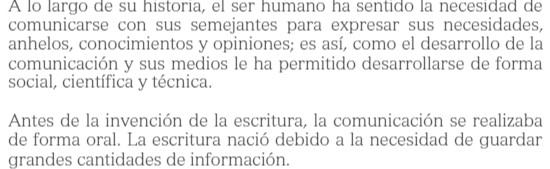 A lo largo de su historia, el ser humano ha sentido la necesidad de
comunicarse con sus semejantes para expresar sus necesidades,
anhelos, conocimientos y opiniones; es así, como el desarrollo de la
comunicación y sus medios le ha permitido desarrollarse de forma
social, científica y técnica.
Antes de la invención de la escritura, la comunicación se realizaba
de forma oral. La escritura nació debido a la necesidad de guardar
grandes cantidades de información.